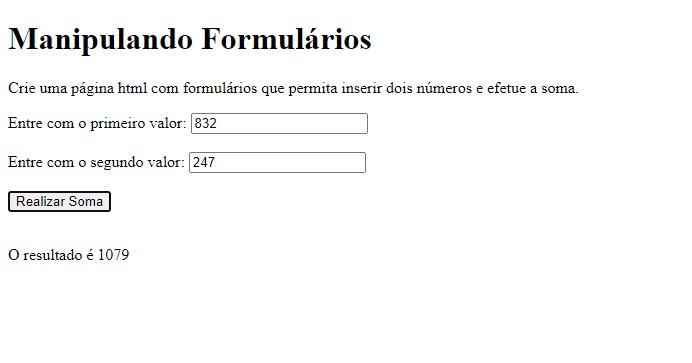 Manipulando Formulários
Crie uma página html com formulários que permita inserir dois números e efetue a soma.
Entre com o primeiro valor: 832
Entre com o segundo valor: 247
Realizar Soma
O resultado é 1079